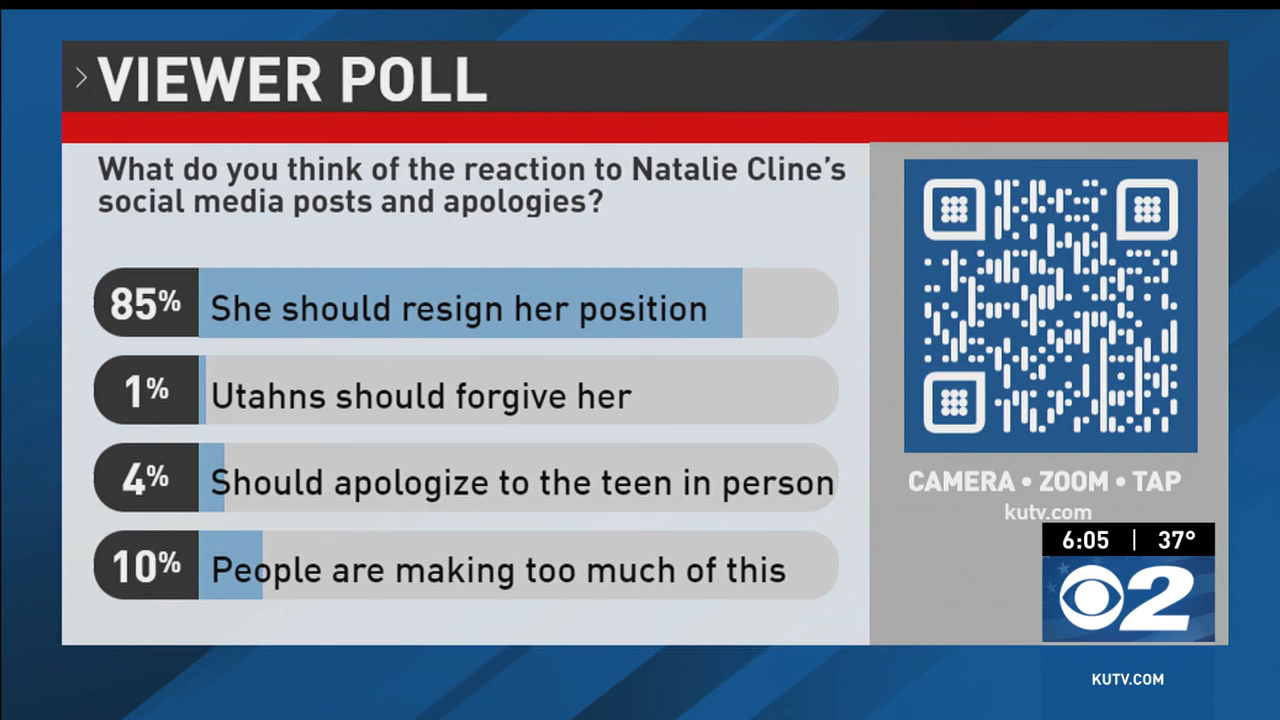 VIEWER POLL
What do you think of the reaction to Natalie Cline's
social media posts and apologies?
85% She should resign her position
1% Utahns should forgive her
4% Should apologize to the teen in person
10% People are making too much of this
CAMERA • ZOOM • TAP
kutv.com
6:05 | 37°
2
KUTV.COM